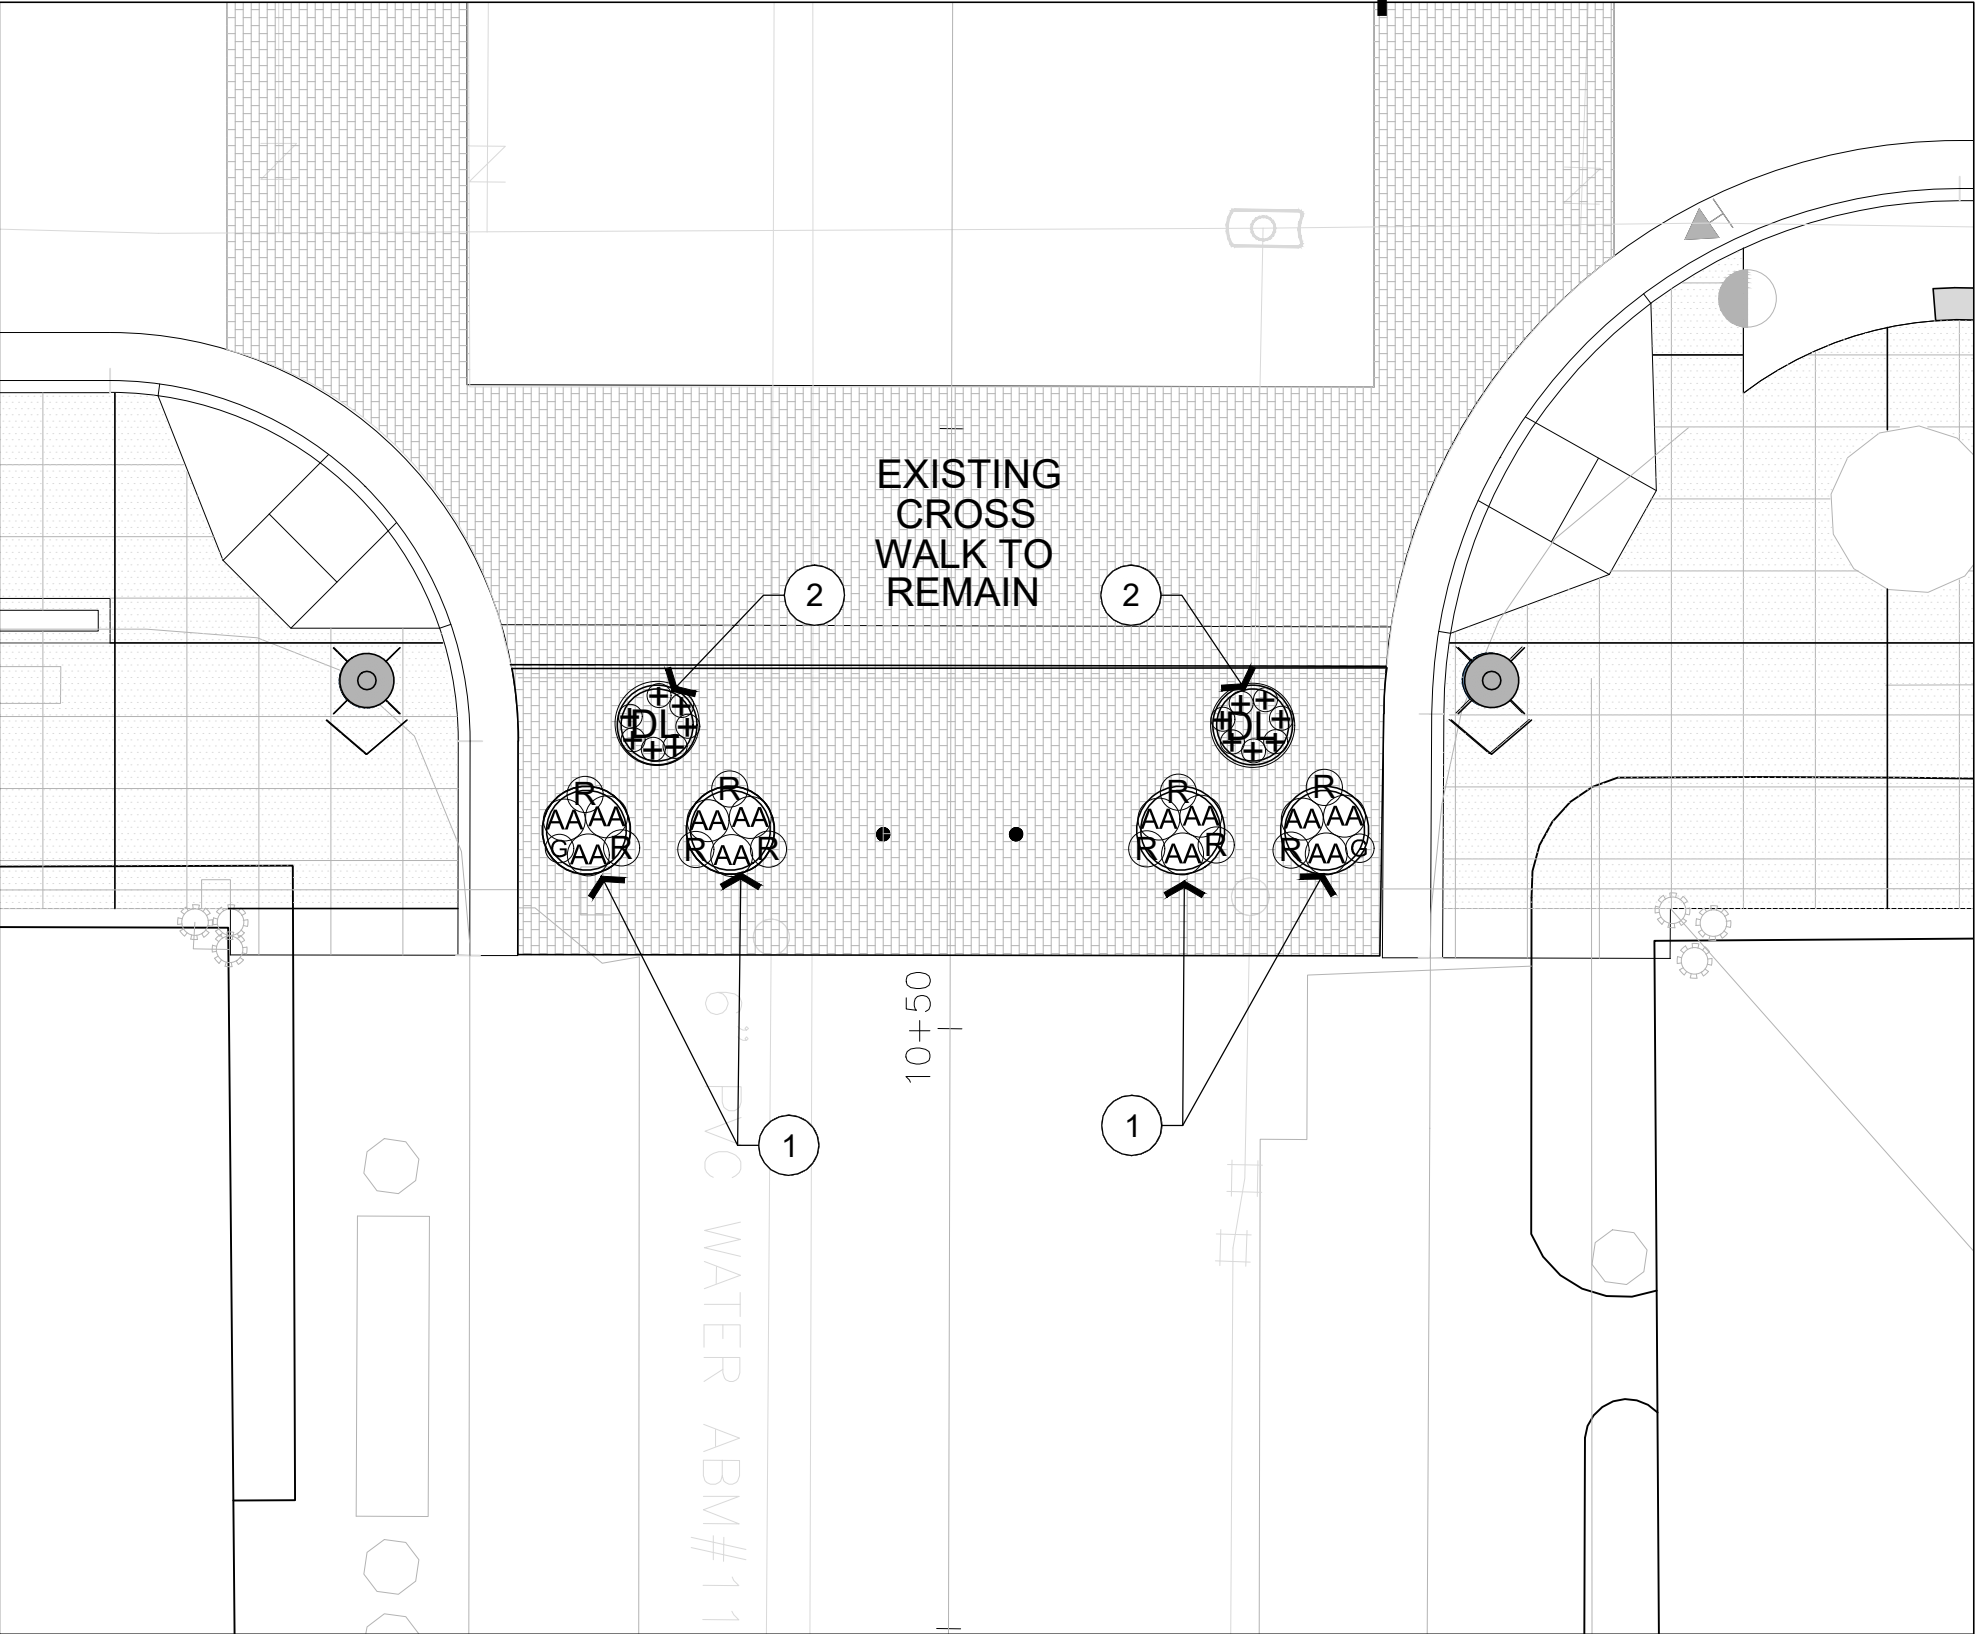 EXISTING
CROSS
WALK TO
REMAIN
2
2
DL
DL
R
AA AA
G AA R
R
AA AA
R AA R
R
AA AA
R AA R
R
AA AA
R AA G
10+50
1
1
6" PVC WATER ABM#11